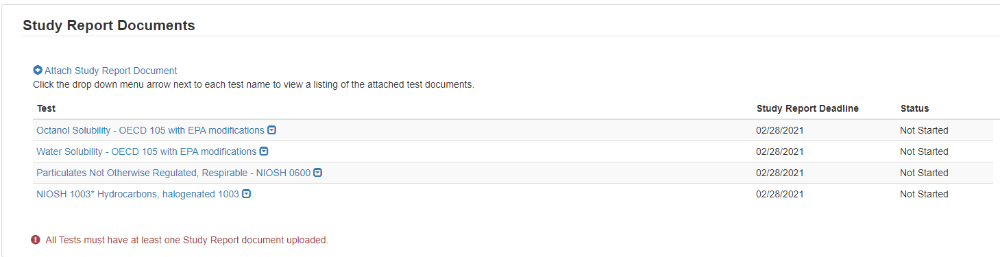 Study Report Documents
Attach Study Report Document
Click the drop down menu arrow next to each test name to view a listing of the attached test documents.
Test Study Report Deadline Status
Octanol Solubility - OECD 105 with EPA modifications 02/28/2021 Not Started
Water Solubility - OECD 105 with EPA modifications 02/28/2021 Not Started
Particulates Not Otherwise Regulated, Respirable - NIOSH 0600 02/28/2021 Not Started
NIOSH 1003* Hydrocarbons, halogenated 1003 02/28/2021 Not Started
All Tests must have at least one Study Report document uploaded.